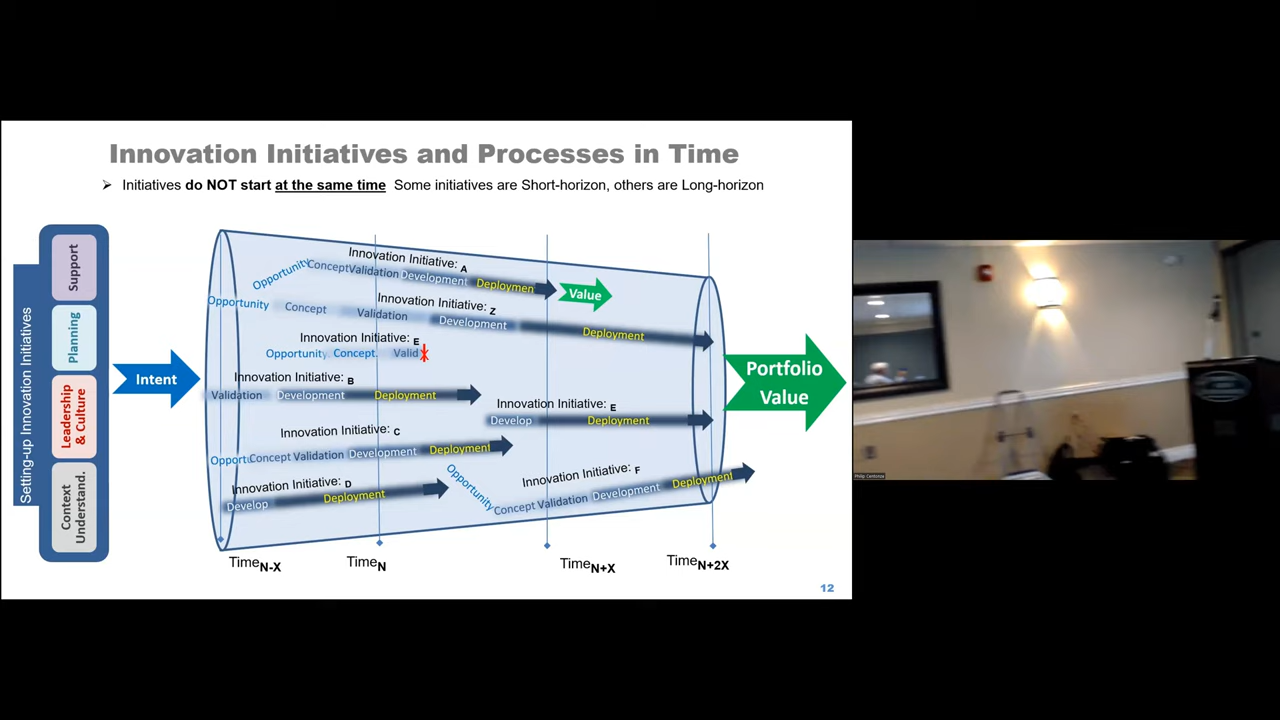 Innovation Initiatives and Processes in Time
➢ Initiatives do NOT start at the same time Some initiatives are Short-horizon, others are Long-horizon
Setting-up Innovation Initiatives
Support
Planning
Leadership
& Culture
Context
Understand.
Intent
Innovation Initiative: A
Opportunity Concept Validation Development Deploymen
Value
Innovation Initiative: Z
Opportunity Concept Validation Development Deployment
Innovation Initiative: E
Opportunity Concept. Valid
Innovation Initiative: B
Validation Development Deployment
Innovation Initiative: E
Develop Deployment
Innovation Initiative: C
Opportu Concept Validation Development Deployment
Innovation Initiative: D
Develop Deployment
Innovation Initiative: F
Opportunity Concept Validation Development Deployment
Portfolio
Value
TimeN-X TimeN TimeN+X TimeN+2X
12
Philip Centonze